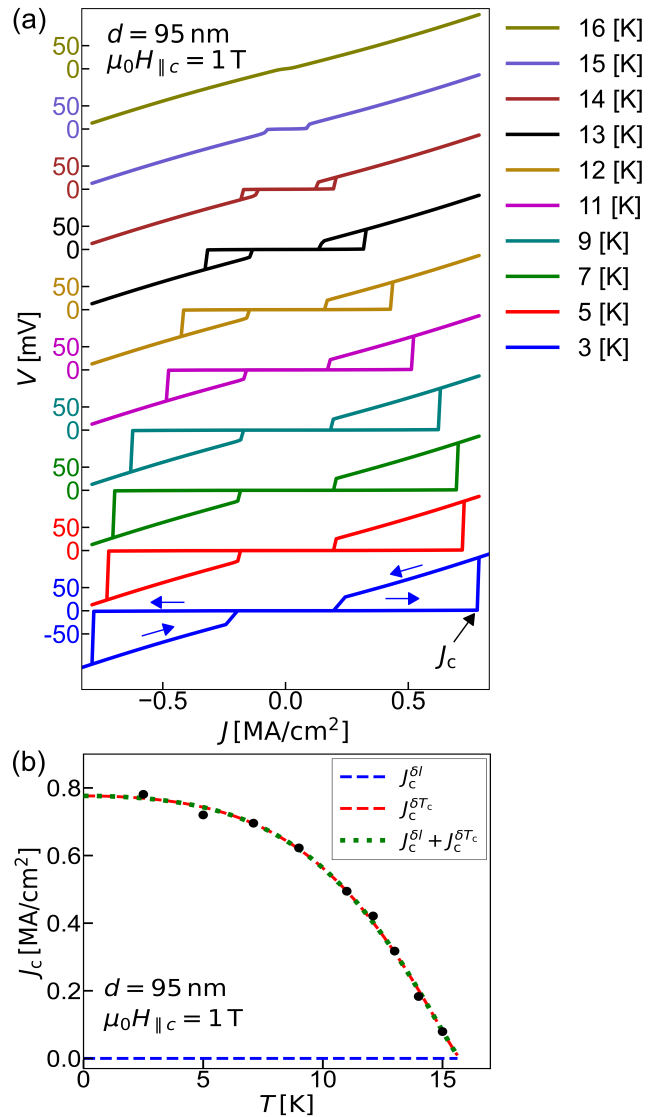 (a)
d = 95 nm
μ₀H∥c = 1 T
50
0
50
0
50
0
50
0
50
0
50
0
50
0
50
0
50
0
50
0
-50
V [mV]
Jc
−0.5
0.0
0.5
J [MA/cm²]
16 [K]
15 [K]
14 [K]
13 [K]
12 [K]
11 [K]
9 [K]
7 [K]
5 [K]
3 [K]
(b)
0.8
0.6
0.4
0.2
0.0
Jc [MA/cm²]
Jc^δl
Jc^δTc
Jc^δl + Jc^δTc
d = 95 nm
μ₀H∥c = 1 T
0
5
10
15
T [K]